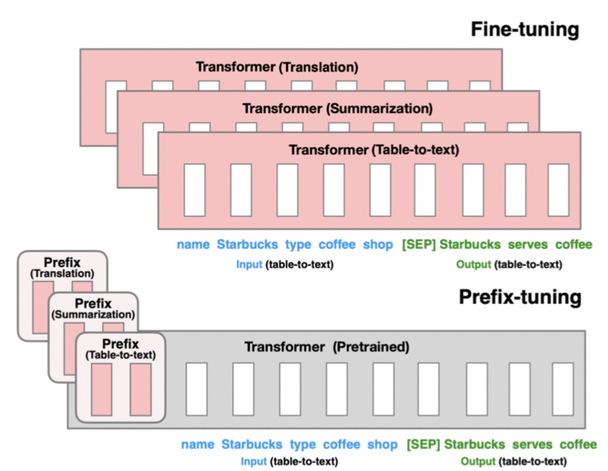 Fine-tuning
Transformer (Translation)
Transformer (Summarization)
Transformer (Table-to-text)
name Starbucks type coffee shop [SEP] Starbucks serves coffee
Input (table-to-text) Output (table-to-text)
Prefix-tuning
Prefix
(Translation)
Prefix
(Summarization)
Prefix
(Table-to-text)
Transformer (Pretrained)
name Starbucks type coffee shop [SEP] Starbucks serves coffee
Input (table-to-text) Output (table-to-text)